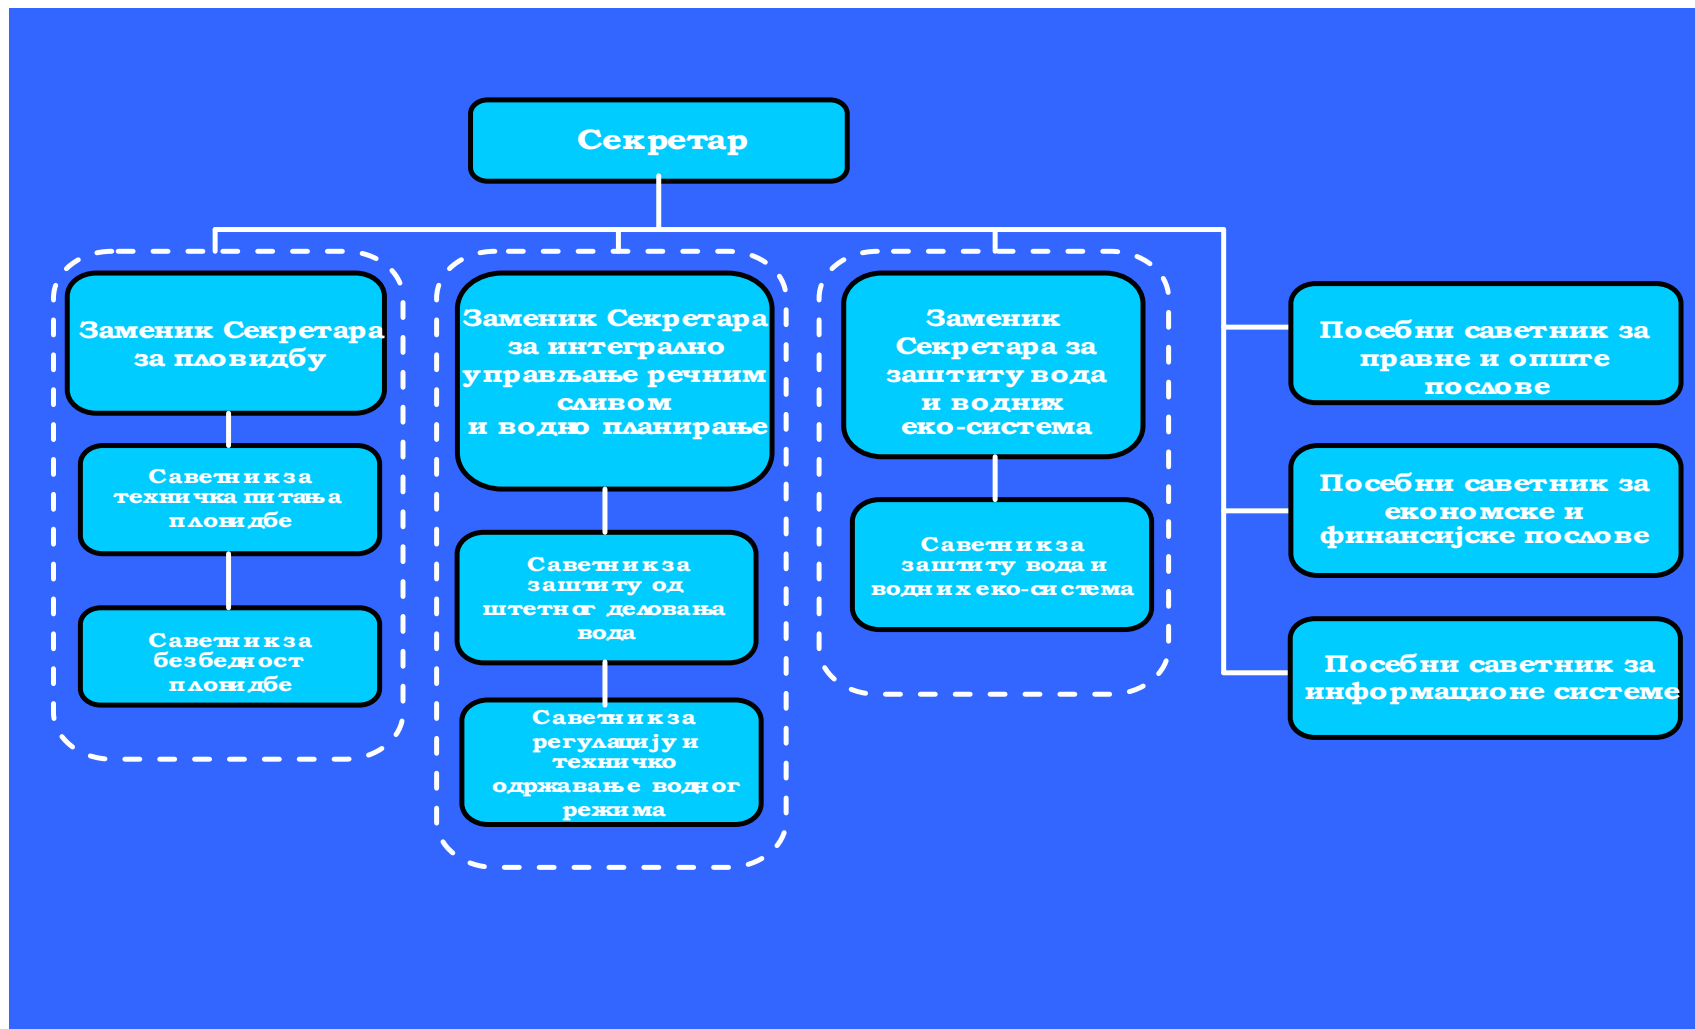 Секретар
Заменик Секретара
за пловидбу
Саветник за
техничка питања
пловидбе
Саветник за
безбедност
пловидбе
Заменик Секретара
за интегрално
управљање речним
сливом
и водно планирање
Саветник за
заштиту од
штетног деловања
вода
Саветник за
регулацију и
техничко
одржавање водног
режима
Заменик
Секретара за
заштиту вода
и водних
еко-система
Саветник за
заштиту вода и
водних еко-система
Посебни саветник за
правне и опште
послове
Посебни саветник за
економске и
финансијске послове
Посебни саветник за
информационе системе